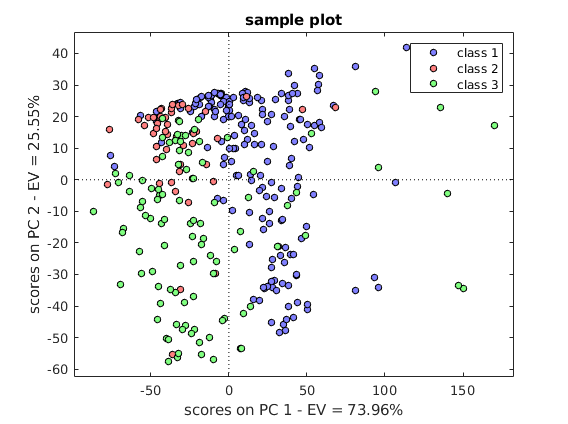 sample plot
class 1
class 2
class 3
scores on PC 2 - EV = 25.55%
40
30
20
10
0
-10
-20
-30
-40
-50
-60
-50
0
50
100
150
scores on PC 1 - EV = 73.96%